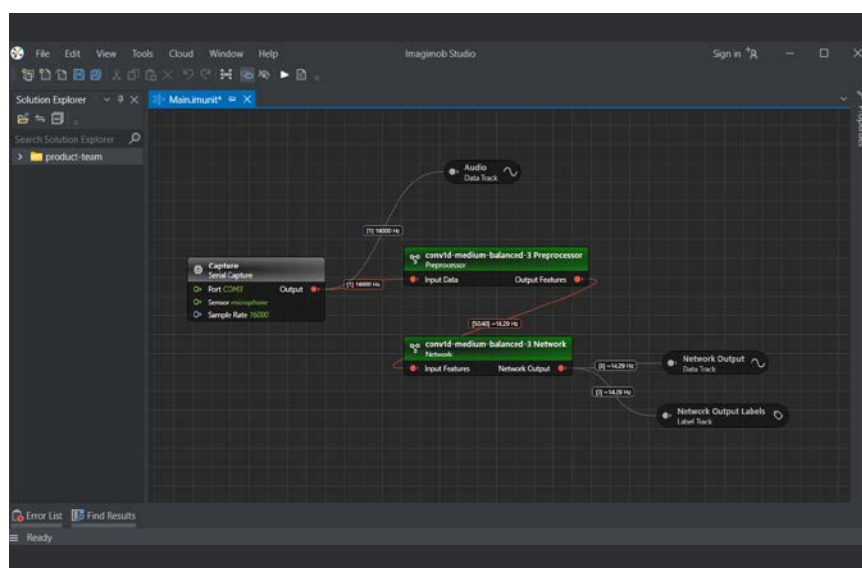 File Edit View Tools Cloud Window Help
Imagimob Studio
Sign in
Solution Explorer
Main.imunit*
Search Solution Explorer
product-team
Properties
Audio
Data Track
[1] 16000 Hz
Capture
Serial Capture
Port COM3 Output
Sensor microphone
Sample Rate 16000
[1] 16000 Hz
conv1d-medium-balanced-3 Preprocessor
Preprocessor
Input Data Output Features
[50,40] ~14.29 Hz
conv1d-medium-balanced-3 Network
Network
Input Features Network Output
[3] ~14.29 Hz
Network Output
Data Track
[3] ~14.29 Hz
Network Output Labels
Label Track
Error List Find Results
Ready